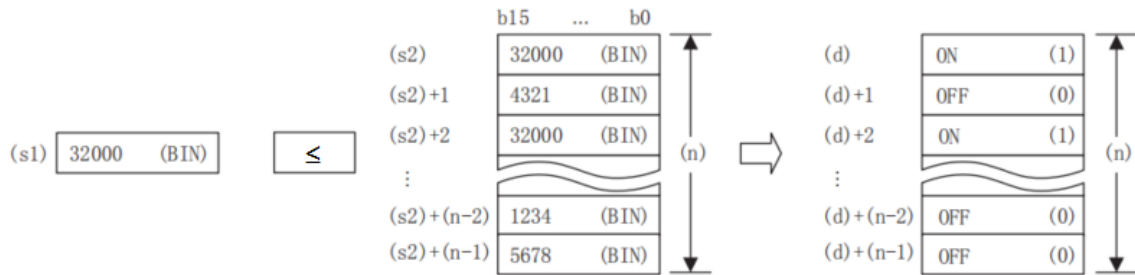 b15 ... b0
(s2) 32000 (BIN) (d) ON (1)
(s2)+1 4321 (BIN) (d)+1 OFF (0)
(s2)+2 32000 (BIN) (d)+2 ON (1)
(s1) 32000 (BIN) ≤ (n) (n)
⋮ ⋮
(s2)+(n-2) 1234 (BIN) (d)+(n-2) OFF (0)
(s2)+(n-1) 5678 (BIN) (d)+(n-1) OFF (0)